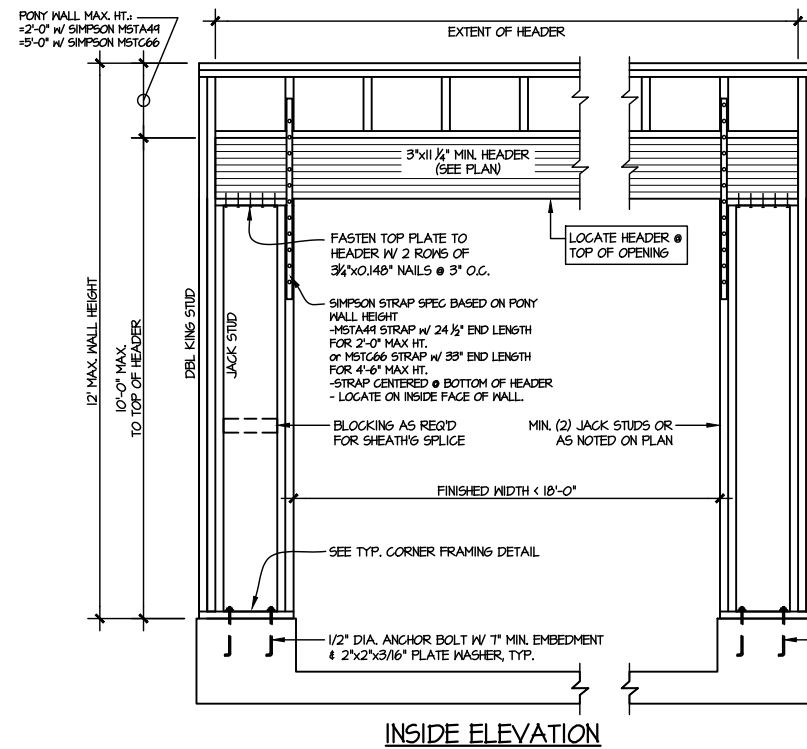 PONY WALL MAX. HT.:
=2'-0" W/ SIMPSON MSTA49
=5'-0" W/ SIMPSON MSTC66
EXTENT OF HEADER
3"x11 1/4" MIN. HEADER
(SEE PLAN)
FASTEN TOP PLATE TO
HEADER W/ 2 ROWS OF
3 1/4"x0.148" NAILS @ 3" O.C.
LOCATE HEADER @
TOP OF OPENING
SIMPSON STRAP SPEC BASED ON PONY
WALL HEIGHT
-MSTA49 STRAP W/ 24 1/2" END LENGTH
FOR 2'-0" MAX HT.
or MSTC66 STRAP W/ 33" END LENGTH
FOR 4'-6" MAX HT.
-STRAP CENTERED @ BOTTOM OF HEADER
- LOCATE ON INSIDE FACE OF WALL.
12' MAX. WALL HEIGHT
10'-0" MAX.
TO TOP OF HEADER
DBL KING STUD
JACK STUD
BLOCKING AS REQ'D
FOR SHEATH'G SPLICE
MIN. (2) JACK STUDS OR
AS NOTED ON PLAN
FINISHED WIDTH < 18'-0"
SEE TYP. CORNER FRAMING DETAIL
1/2" DIA. ANCHOR BOLT W/ 7" MIN. EMBEDMENT
& 2"x2"x3/16" PLATE WASHER, TYP.
INSIDE ELEVATION